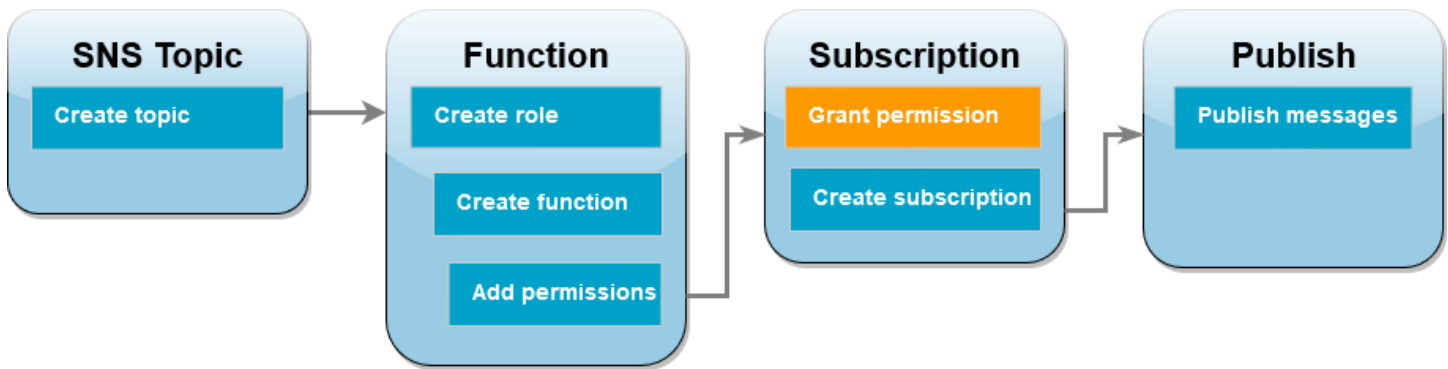 SNS Topic
Create topic
Function
Create role
Create function
Add permissions
Subscription
Grant permission
Create subscription
Publish
Publish messages